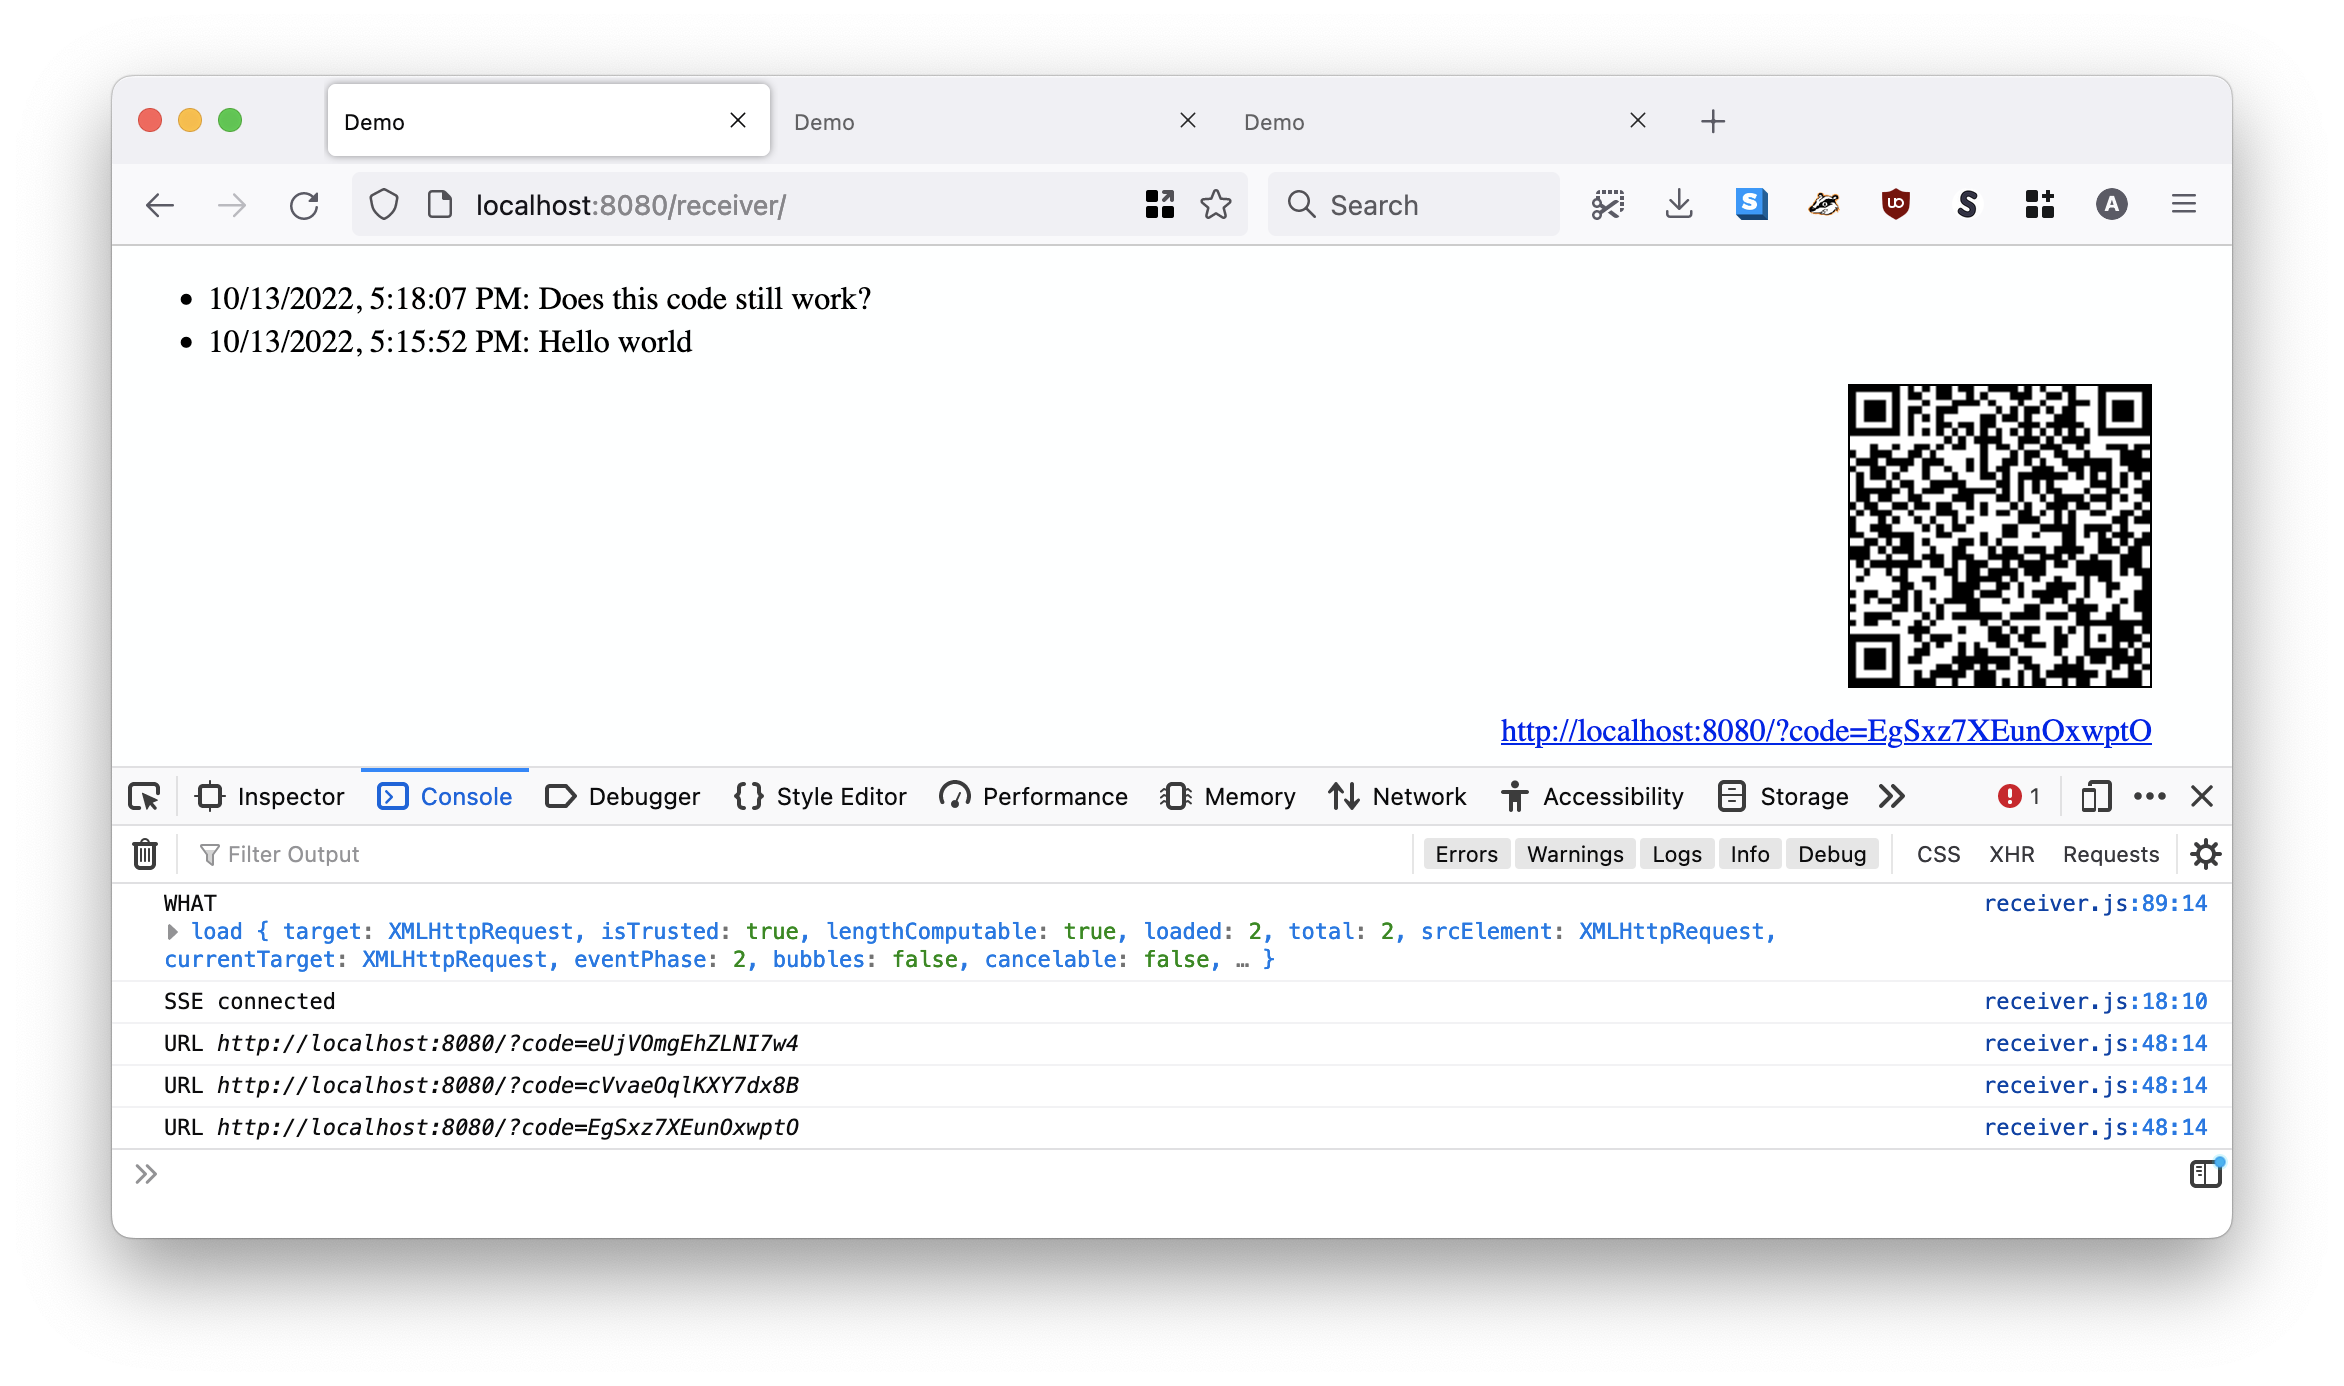 Demo
Demo
Demo
localhost:8080/receiver/
Search
S
UO
S
A
10/13/2022, 5:18:07 PM: Does this code still work?
10/13/2022, 5:15:52 PM: Hello world
http://localhost:8080/?code=EgSxz7XEunOxwptO
Inspector
Console
Debugger
Style Editor
Performance
Memory
Network
Accessibility
Storage
1
Filter Output
Errors
Warnings
Logs
Info
Debug
CSS
XHR
Requests
WHAT receiver.js:89:14
load { target: XMLHttpRequest, isTrusted: true, lengthComputable: true, loaded: 2, total: 2, srcElement: XMLHttpRequest,
currentTarget: XMLHttpRequest, eventPhase: 2, bubbles: false, cancelable: false, … }
SSE connected receiver.js:18:10
URL http://localhost:8080/?code=eUjVOmgEhZLNI7w4 receiver.js:48:14
URL http://localhost:8080/?code=cVvaeOqlKXY7dx8B receiver.js:48:14
URL http://localhost:8080/?code=EgSxz7XEunOxwptO receiver.js:48:14